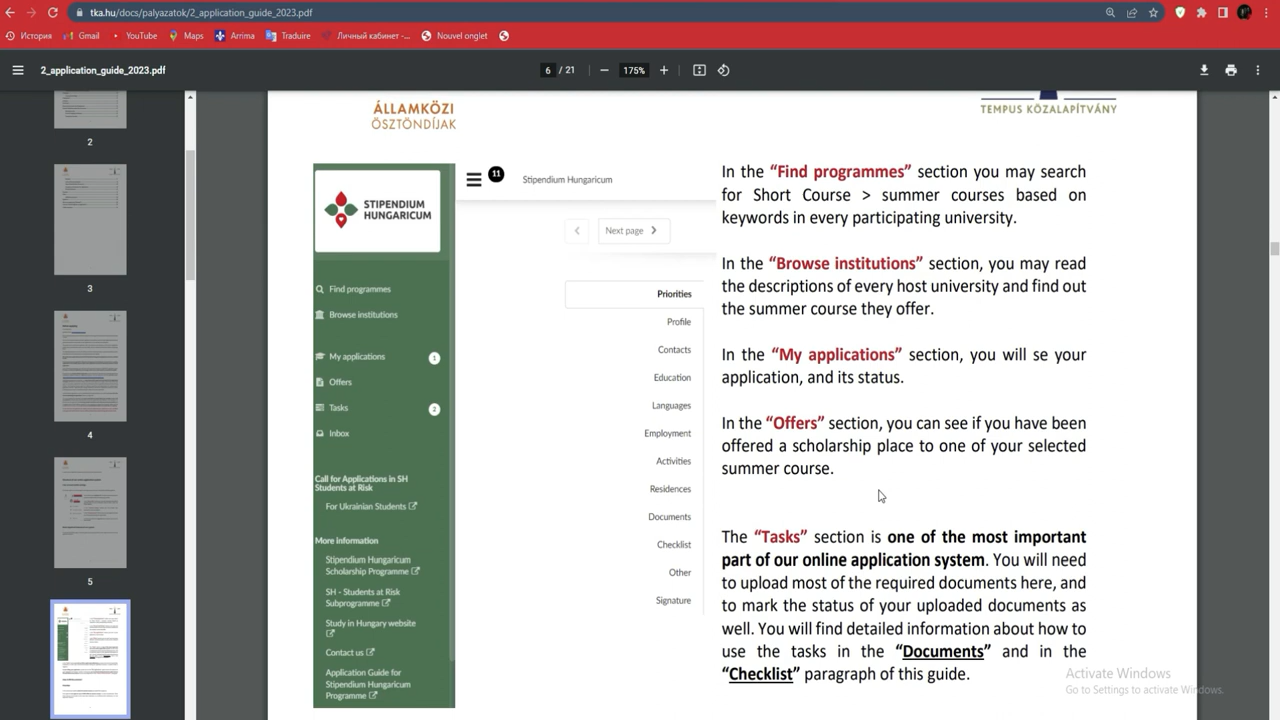 tka.hu/docs/palyazatok/2_application_guide_2023.pdf
История
Gmail
YouTube
Maps
Arrima
Traduire
Личный кабинет -...
Nouvel onglet
2_application_guide_2023.pdf
6 / 21
175%
2
3
4
5
ÁLLAMKÖZI
ÖSZTÖNDÍJAK
TEMPUS KÖZALAPÍTVÁNY
STIPENDIUM
HUNGARICUM
Find programmes
Browse institutions
My applications 1
Offers
Tasks 2
Inbox
Call for Applications in SH
Students at Risk
For Ukrainian Students
More information
Stipendium Hungaricum
Scholarship Programme
SH - Students at Risk
Subprogramme
Study in Hungary website
Contact us
Application Guide for
Stipendium Hungaricum
Programme
11
Stipendium Hungaricum
Next page
Priorities
Profile
Contacts
Education
Languages
Employment
Activities
Residences
Documents
Checklist
Other
Signature
In the “Find programmes” section you may search
for Short Course > summer courses based on
keywords in every participating university.
In the “Browse institutions” section, you may read
the descriptions of every host university and find out
the summer course they offer.
In the “My applications” section, you will se your
application, and its status.
In the “Offers” section, you can see if you have been
offered a scholarship place to one of your selected
summer course.
The “Tasks” section is one of the most important
part of our online application system. You will need
to upload most of the required documents here, and
to mark the status of your uploaded documents as
well. You will find detailed information about how to
use the tasks in the “Documents” and in the
“Checklist” paragraph of this guide.
Activate Windows
Go to Settings to activate Windows.